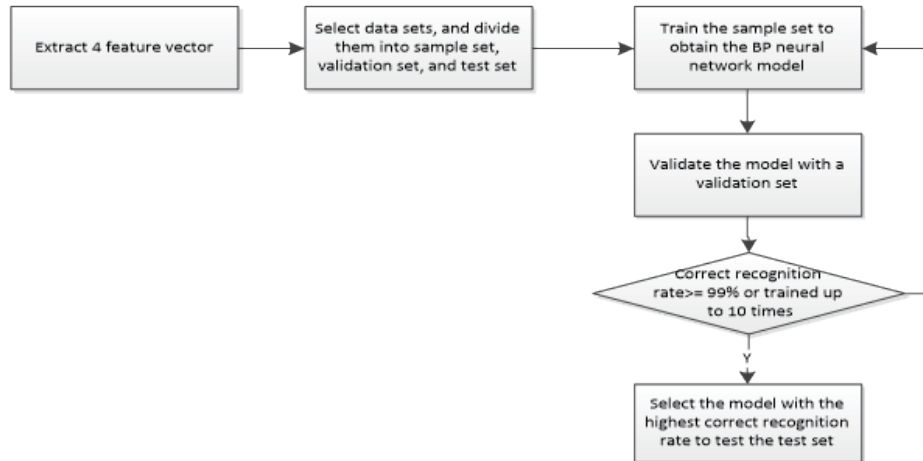 Extract 4 feature vector
Select data sets, and divide
them into sample set,
validation set, and test set
Train the sample set to
obtain the BP neural
network model
Validate the model with a
validation set
Correct recognition
rate>= 99% or trained up
to 10 times
Y
Select the model with the
highest correct recognition
rate to test the test set